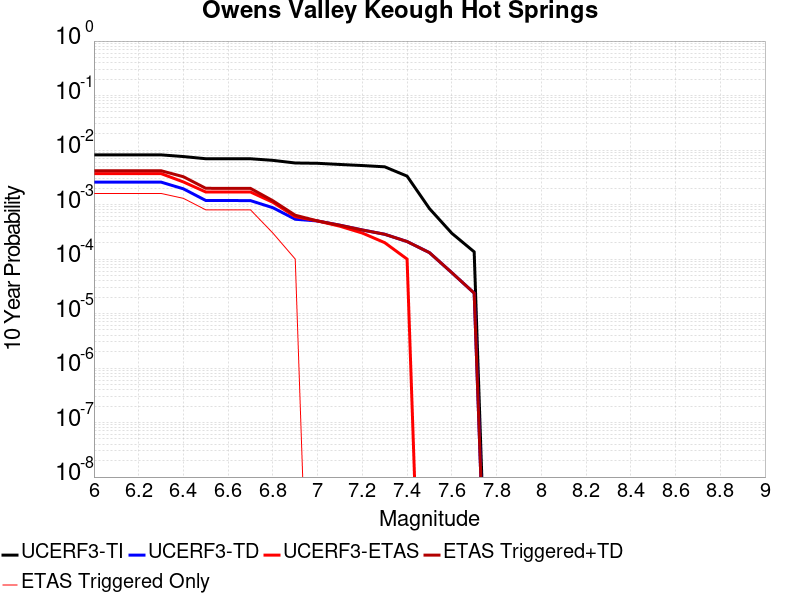 Owens Valley Keough Hot Springs
10 0
10 -1
10 -2
10 -3
10 -4
10 -5
10 -6
10 -7
10 -8
10 Year Probability
6 6.2 6.4 6.6 6.8 7 7.2 7.4 7.6 7.8 8 8.2 8.4 8.6 8.8 9
Magnitude
UCERF3-TI UCERF3-TD UCERF3-ETAS ETAS Triggered+TD
ETAS Triggered Only